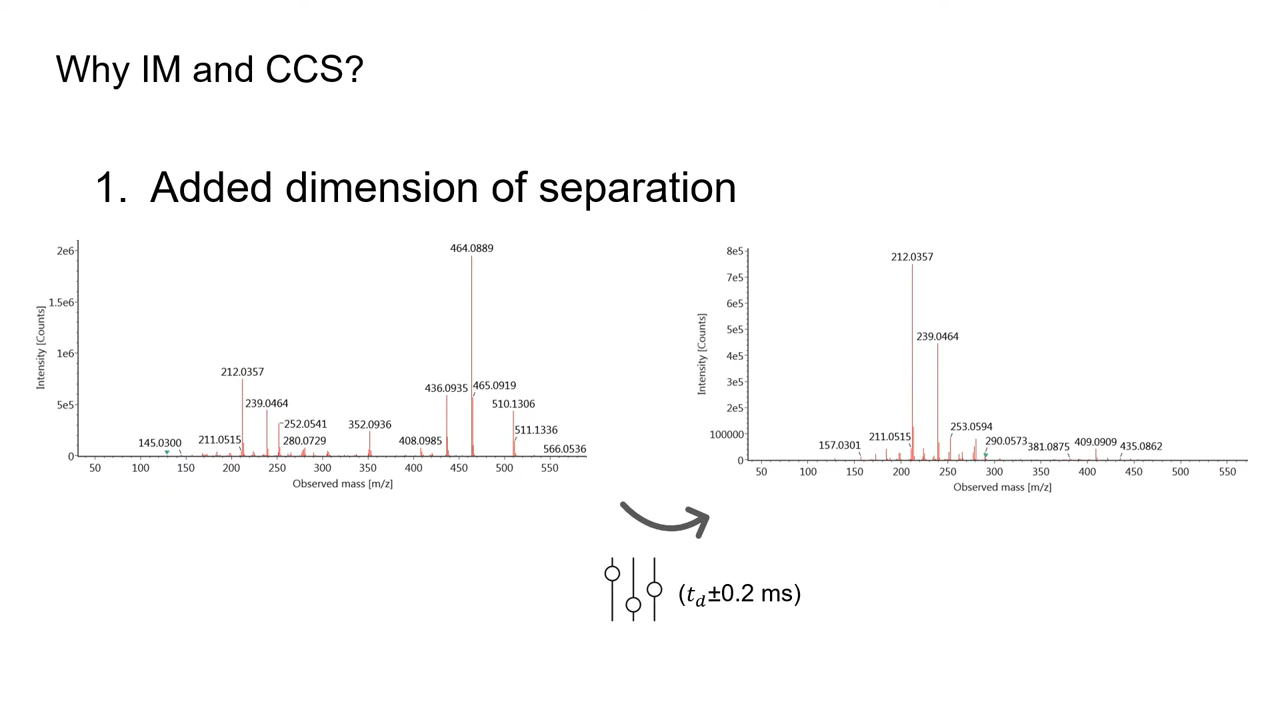 Why IM and CCS?
1. Added dimension of separation
2e6
1.5e6
1e6
5e5
0
Intensity [Counts]
464.0889
212.0357
239.0464
252.0541
145.0300
211.0515
280.0729
352.0936
408.0985
436.0935
465.0919
510.1306
511.1336
566.0536
50 100 150 200 250 300 350 400 450 500 550
Observed mass [m/z]
8e5
7e5
6e5
5e5
4e5
3e5
2e5
100000
0
Intensity [Counts]
212.0357
239.0464
157.0301
211.0515
253.0594
290.0573
381.0875
409.0909
435.0862
50 100 150 200 250 300 350 400 450 500 550
Observed mass [m/z]
(t_d±0.2 ms)